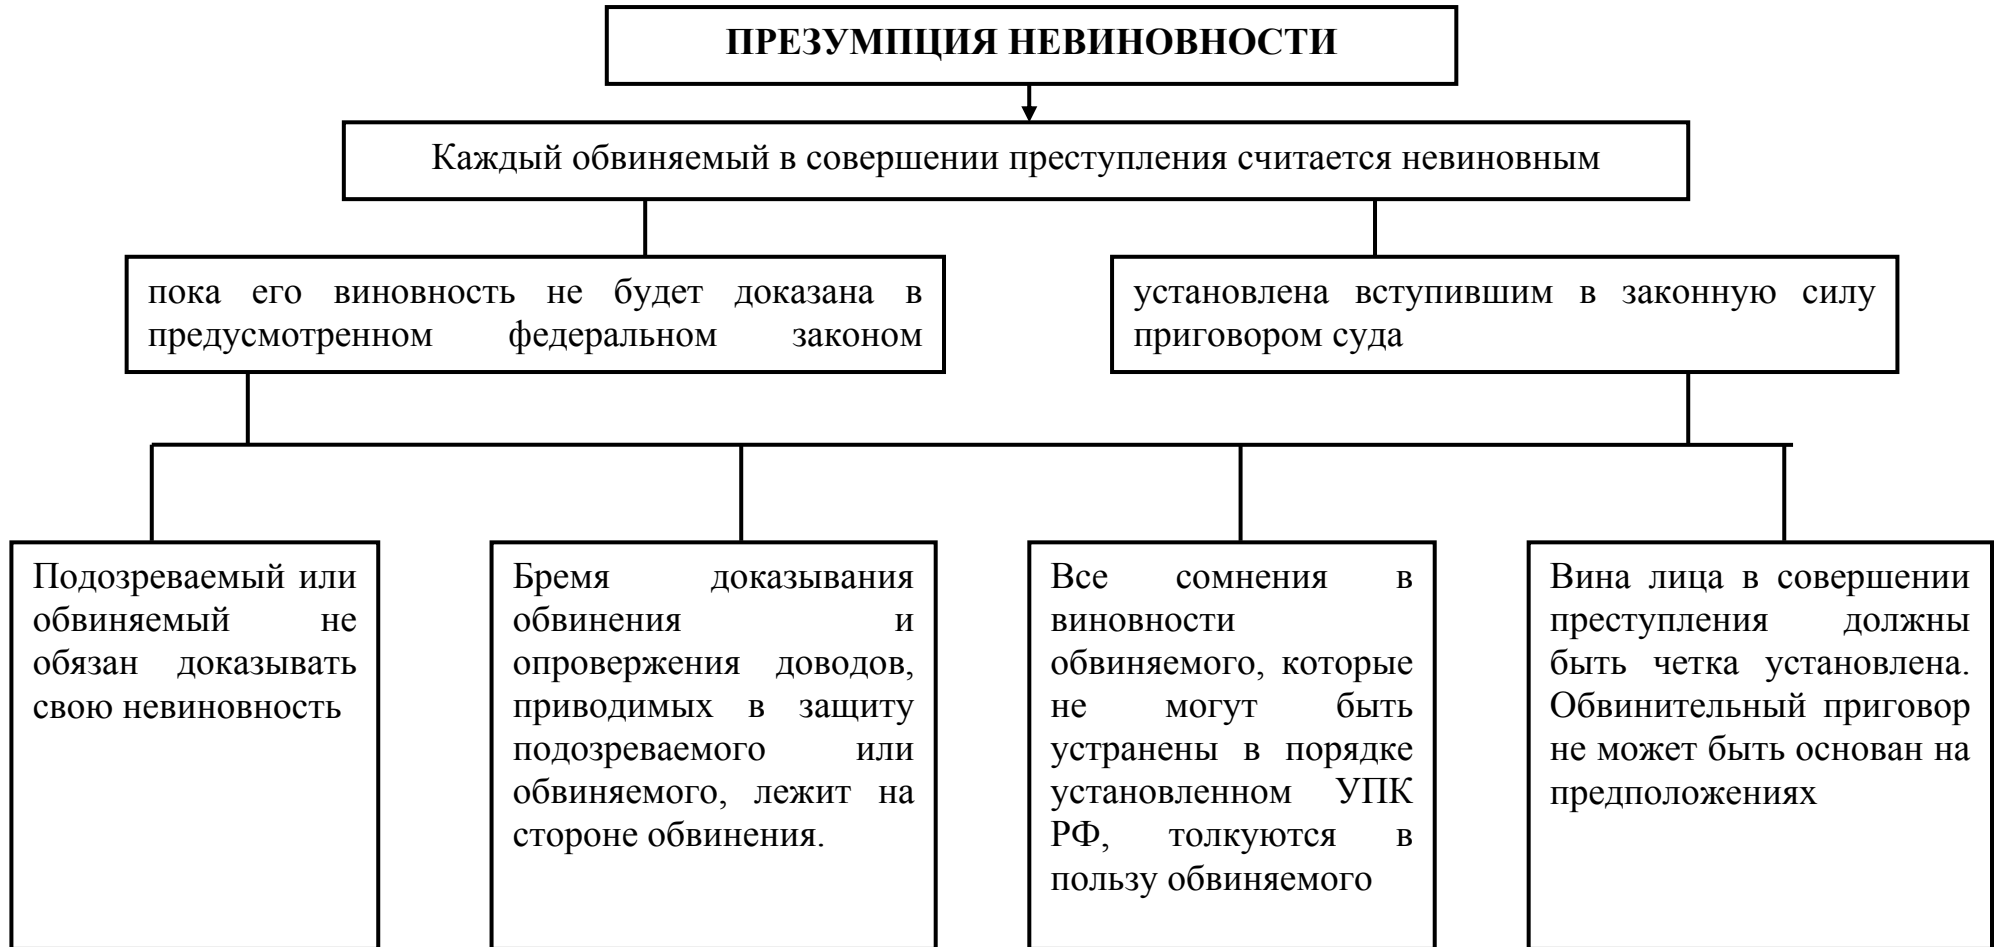 ПРЕЗУМПЦИЯ НЕВИНОВНОСТИ
Каждый обвиняемый в совершении преступления считается невиновным
пока его виновность не будет доказана в
предусмотренном федеральном законом
установлена вступившим в законную силу
приговором суда
Подозреваемый или
обвиняемый не
обязан доказывать
свою невиновность
Бремя доказывания
обвинения и
опровержения доводов,
приводимых в защиту
подозреваемого или
обвиняемого, лежит на
стороне обвинения.
Все сомнения в
виновности
обвиняемого, которые
не могут быть
устранены в порядке
установленном УПК
РФ, толкуются в
пользу обвиняемого
Вина лица в совершении
преступления должны
быть четка установлена.
Обвинительный приговор
не может быть основан на
предположениях